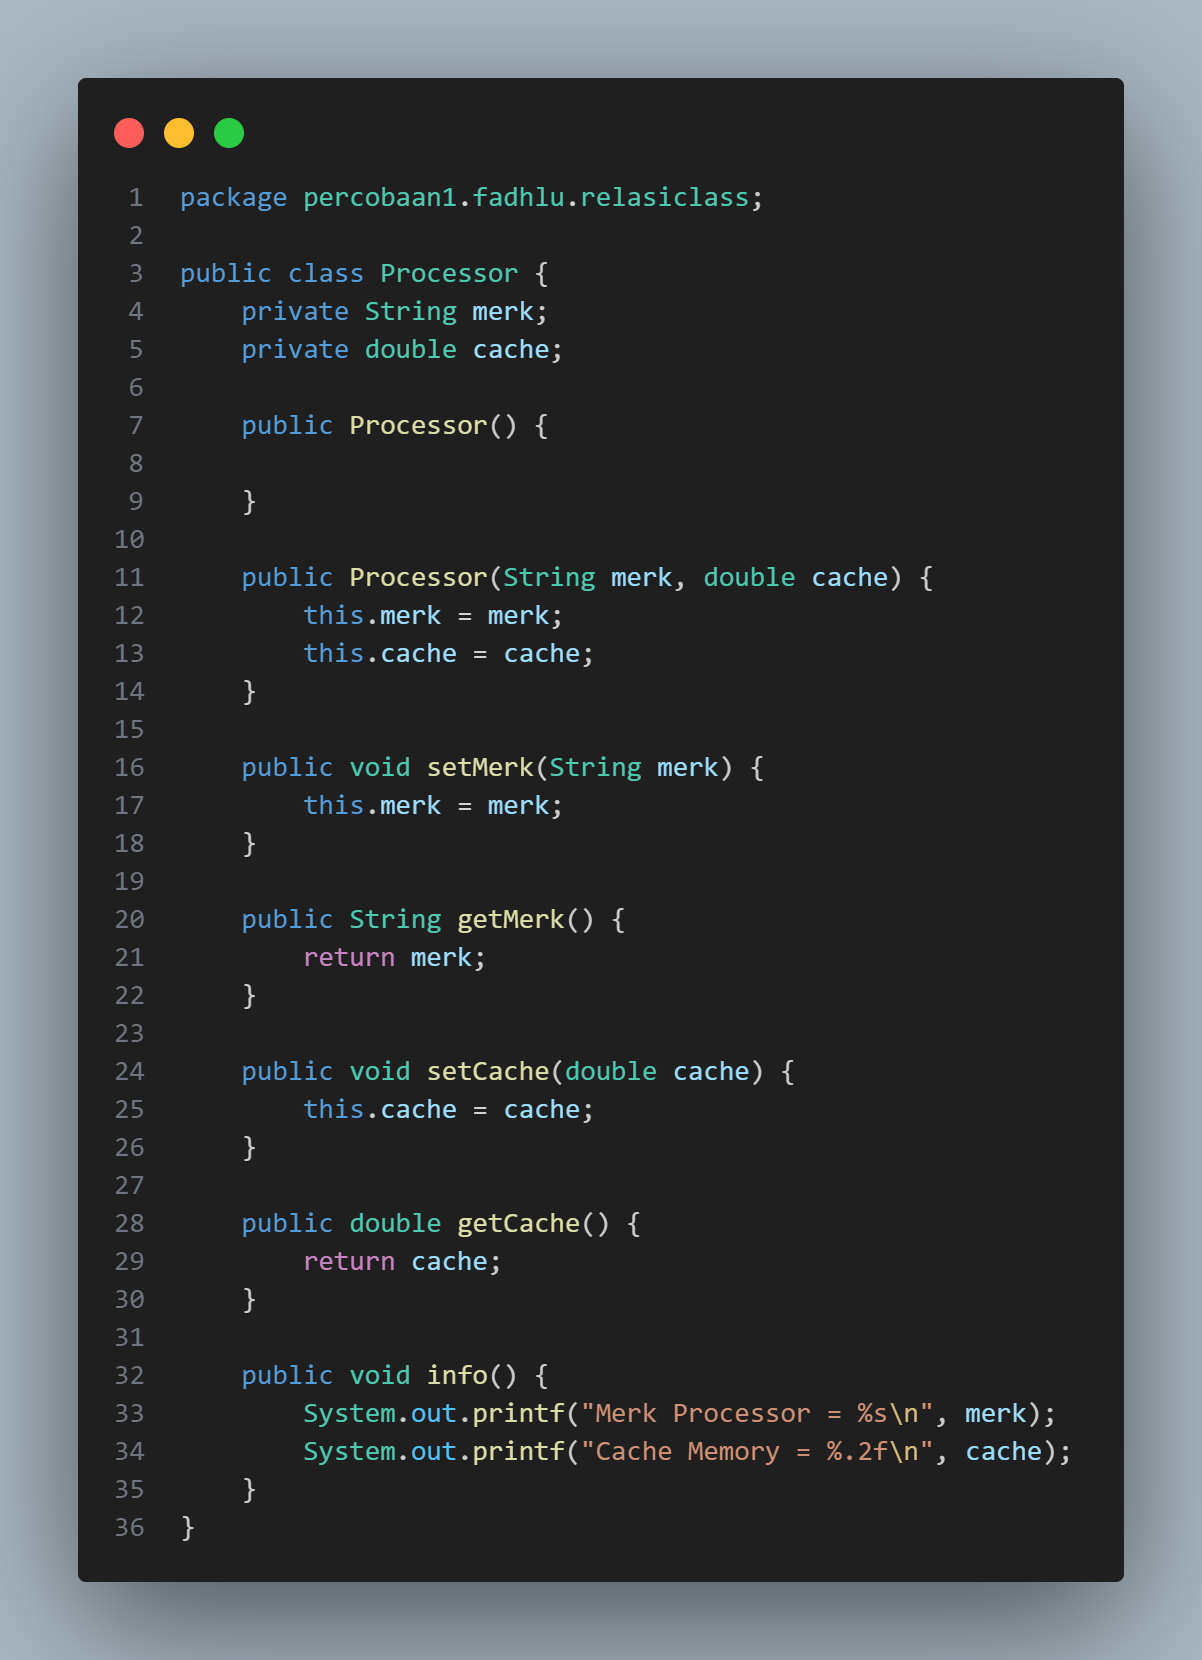 1 package percobaan1.fadhlu.relasiclass;
2
3 public class Processor {
4     private String merk;
5     private double cache;
6
7     public Processor() {
8
9     }
10
11     public Processor(String merk, double cache) {
12         this.merk = merk;
13         this.cache = cache;
14     }
15
16     public void setMerk(String merk) {
17         this.merk = merk;
18     }
19
20     public String getMerk() {
21         return merk;
22     }
23
24     public void setCache(double cache) {
25         this.cache = cache;
26     }
27
28     public double getCache() {
29         return cache;
30     }
31
32     public void info() {
33         System.out.printf("Merk Processor = %s\n", merk);
34         System.out.printf("Cache Memory = %.2f\n", cache);
35     }
36 }